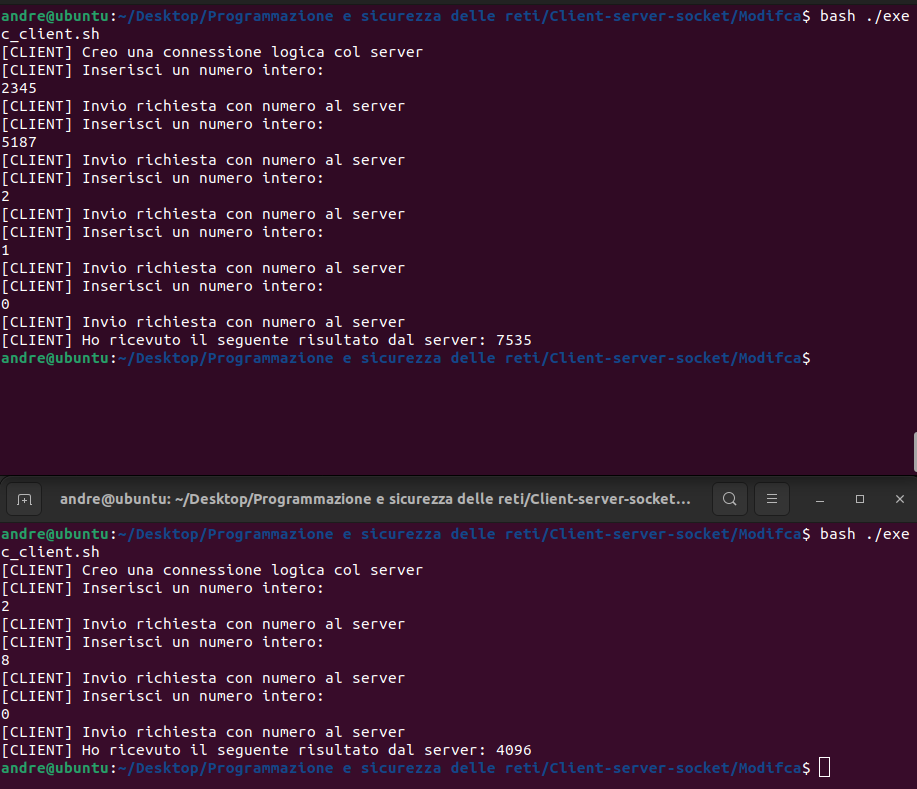 andre@ubuntu:~/Desktop/Programmazione e sicurezza delle reti/Client-server-socket/Modifca$ bash ./exe
c_client.sh
[CLIENT] Creo una connessione logica col server
[CLIENT] Inserisci un numero intero:
2345
[CLIENT] Invio richiesta con numero al server
[CLIENT] Inserisci un numero intero:
5187
[CLIENT] Invio richiesta con numero al server
[CLIENT] Inserisci un numero intero:
2
[CLIENT] Invio richiesta con numero al server
[CLIENT] Inserisci un numero intero:
1
[CLIENT] Invio richiesta con numero al server
[CLIENT] Inserisci un numero intero:
0
[CLIENT] Invio richiesta con numero al server
[CLIENT] Ho ricevuto il seguente risultato dal server: 7535
andre@ubuntu:~/Desktop/Programmazione e sicurezza delle reti/Client-server-socket/Modifca$
andre@ubuntu: ~/Desktop/Programmazione e sicurezza delle reti/Client-server-socket...
andre@ubuntu:~/Desktop/Programmazione e sicurezza delle reti/Client-server-socket/Modifca$ bash ./exe
c_client.sh
[CLIENT] Creo una connessione logica col server
[CLIENT] Inserisci un numero intero:
2
[CLIENT] Invio richiesta con numero al server
[CLIENT] Inserisci un numero intero:
8
[CLIENT] Invio richiesta con numero al server
[CLIENT] Inserisci un numero intero:
0
[CLIENT] Invio richiesta con numero al server
[CLIENT] Ho ricevuto il seguente risultato dal server: 4096
andre@ubuntu:~/Desktop/Programmazione e sicurezza delle reti/Client-server-socket/Modifca$